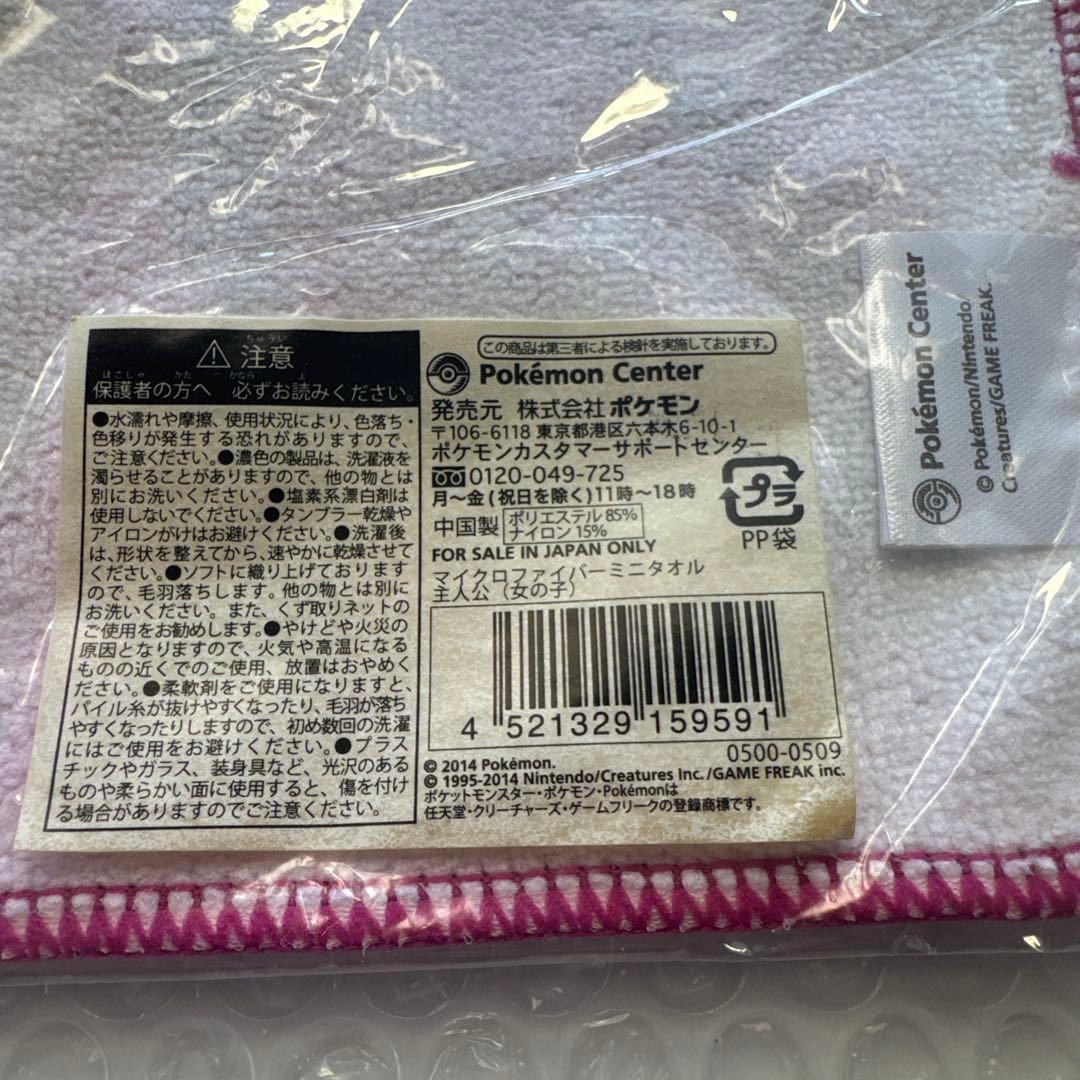 ⚠ 注意
ちゅうい
保護者の方へ 必ずお読みください。
ほごしゃ かた かなら よ
●水濡れや摩擦、使用状況により、色落ち・
色移りが発生する恐れがありますので、
ご注意ください。●濃色の製品は、洗濯液を
濁らせることがありますので、他の物とは
別にお洗いください。●塩素系漂白剤は
使用しないでください。●タンブラー乾燥や
アイロンがけはお避けください。●洗濯後
は、形状を整えてから、速やかに乾燥させて
ください。●ソフトに織り上げております
ので、毛羽落ちします。他の物とは別に
お洗いください。また、くず取りネットの
ご使用をお勧めします。●やけどや火災の
原因となりますので、火気や高温になる
ものの近くでのご使用、放置はおやめく
ださい。●柔軟剤をご使用になりますと、
パイル糸が抜けやすくなったり、毛羽が落ち
やすくなったりしますので、初め数回の洗濯
にはご使用をお避けください。●プラス
チックやガラス、装身具など、光沢のある
ものや柔らかい面に使用すると、傷を付ける
場合がありますのでご注意ください。
この商品は第三者による検針を実施しております。
Pokémon Center
発売元 株式会社 ポケモン
〒106-6118 東京都港区六本木6-10-1
ポケモンカスタマーサポートセンター
0120-049-725
月〜金(祝日を除く)11時〜18時
中国製 ポリエステル 85%
ナイロン 15%
プラ
PP袋
FOR SALE IN JAPAN ONLY
マイクロファイバーミニタオル
主人公（女の子）
4 521329 159591
0500-0509
© 2014 Pokémon.
© 1995-2014 Nintendo/Creatures Inc./GAME FREAK inc.
ポケットモンスター・ポケモン・Pokémonは
任天堂・クリーチャーズ・ゲームフリークの登録商標です。
Pokémon Center
© Pokémon/Nintendo/
Creatures/GAME FREAK.